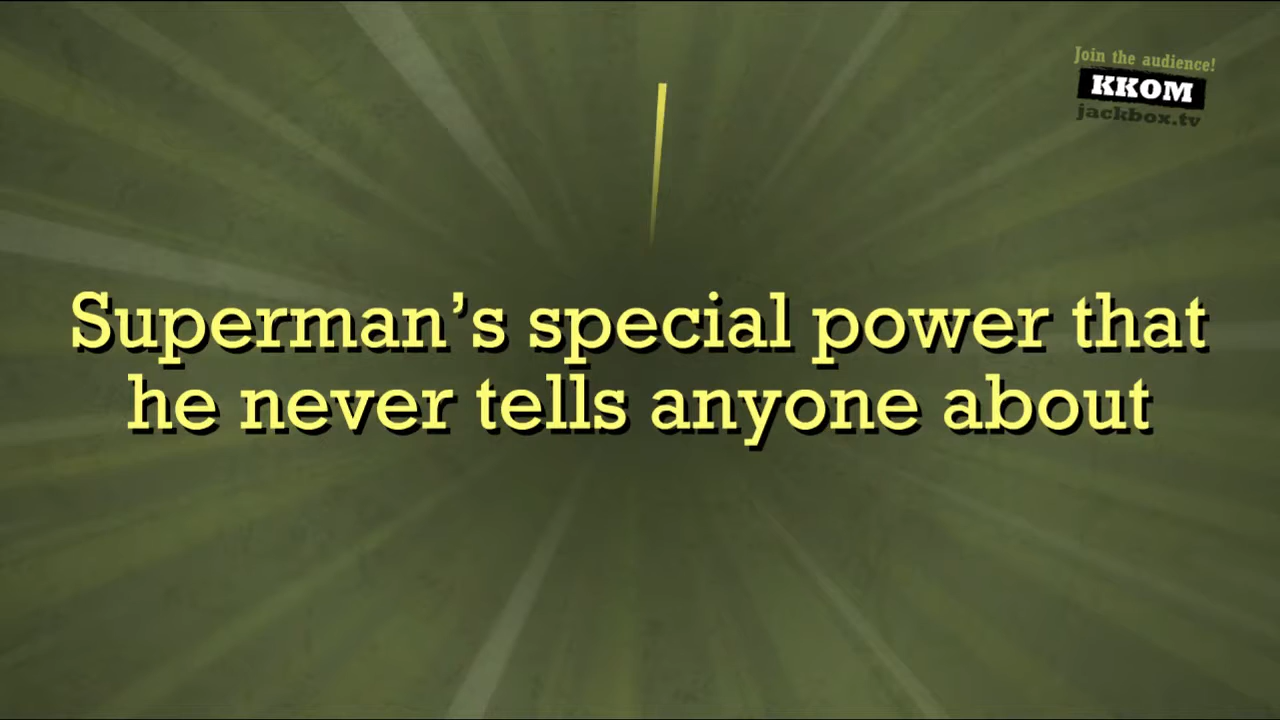 Join the audience!
KKOM
jackbox.tv
Superman’s special power that
he never tells anyone about